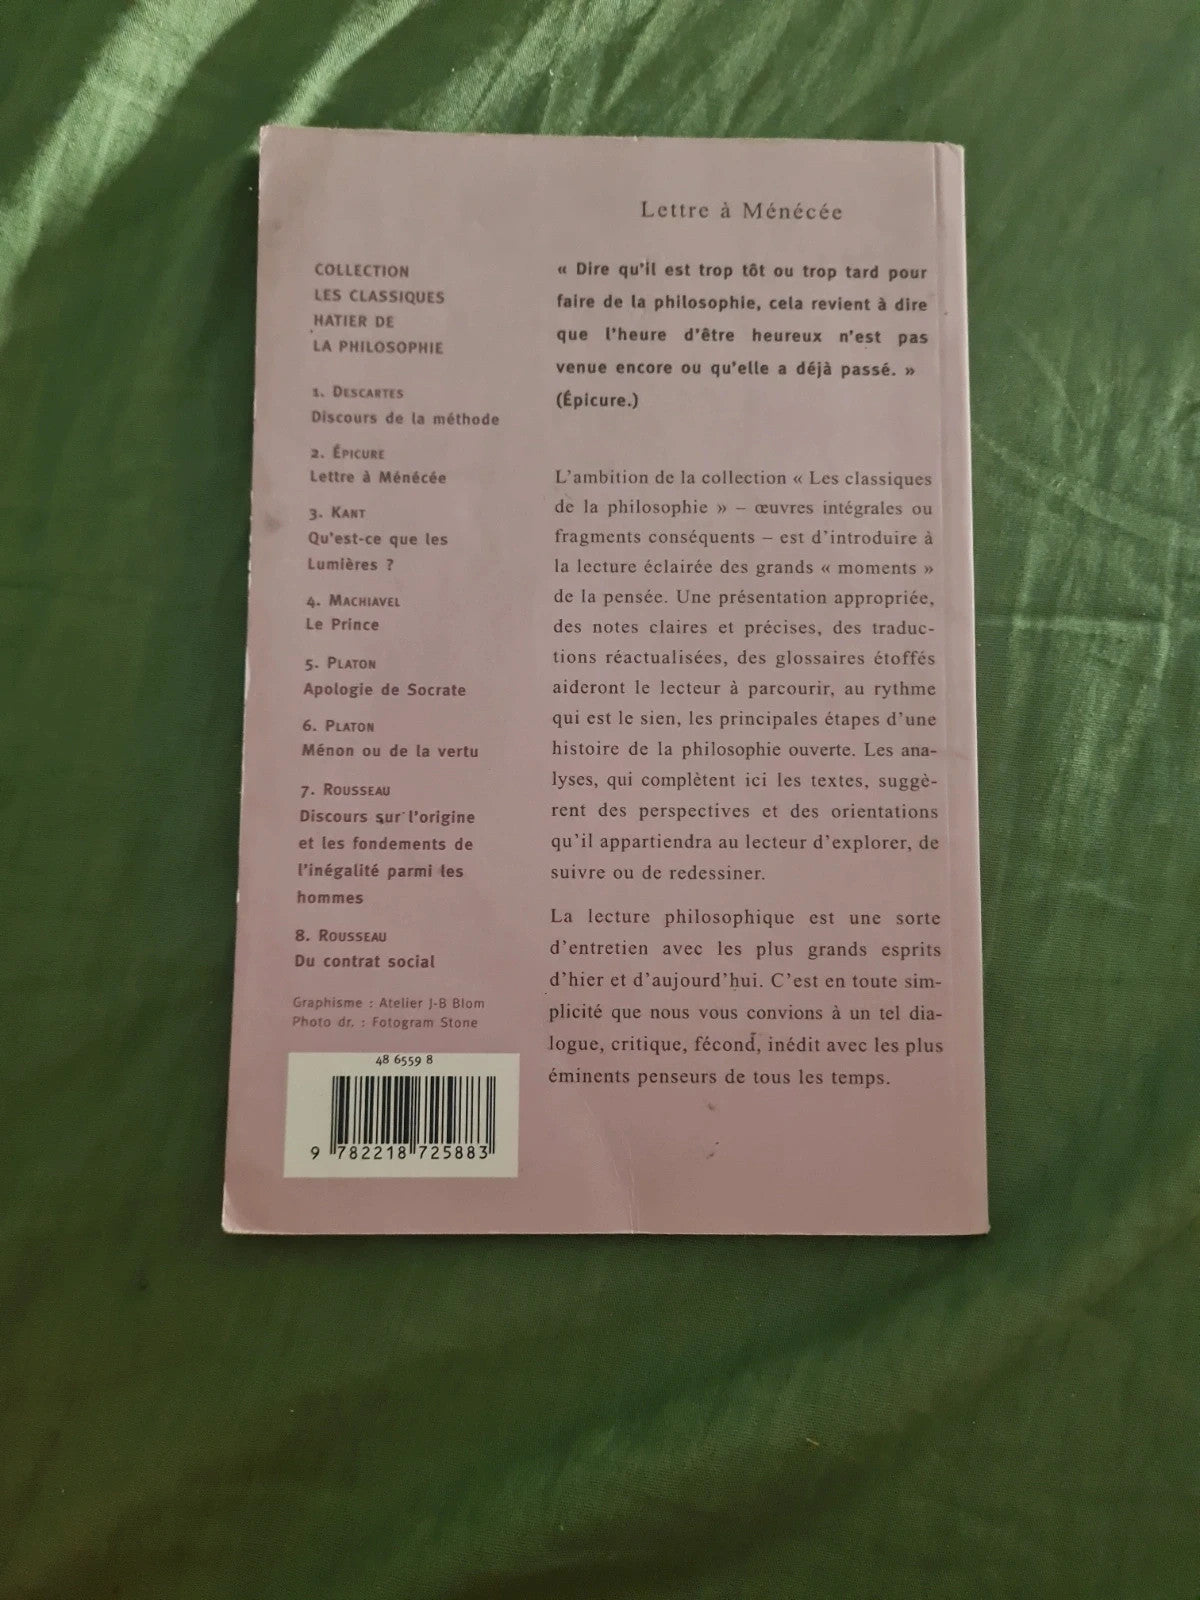 Lettre à Ménécée
COLLECTION
LES CLASSIQUES
HATIER DE
LA PHILOSOPHIE
1. DESCARTES
Discours de la méthode
2. ÉPICURE
Lettre à Ménécée
3. KANT
Qu'est-ce que les
Lumières ?
4. MACHIAVEL
Le Prince
5. PLATON
Apologie de Socrate
6. PLATON
Ménon ou de la vertu
7. ROUSSEAU
Discours sur l'origine
et les fondements de
l'inégalité parmi les
hommes
8. ROUSSEAU
Du contrat social
Graphisme : Atelier J-B Blom
Photo dr. : Fotogram Stone
48 6559 8
9 782218 725883
« Dire qu'il est trop tôt ou trop tard pour
faire de la philosophie, cela revient à dire
que l'heure d'être heureux n'est pas
venue encore ou qu'elle a déjà passé. »
(Épicure.)
L'ambition de la collection « Les classiques
de la philosophie » – œuvres intégrales ou
fragments conséquents – est d'introduire à
la lecture éclairée des grands « moments »
de la pensée. Une présentation appropriée,
des notes claires et précises, des traduc-
tions réactualisées, des glossaires étoffés
aideront le lecteur à parcourir, au rythme
qui est le sien, les principales étapes d'une
histoire de la philosophie ouverte. Les ana-
lyses, qui complètent ici les textes, suggè-
rent des perspectives et des orientations
qu'il appartiendra au lecteur d'explorer, de
suivre ou de redessiner.
La lecture philosophique est une sorte
d'entretien avec les plus grands esprits
d'hier et d'aujourd'hui. C'est en toute sim-
plicité que nous vous convions à un tel dia-
logue, critique, fécond, inédit avec les plus
éminents penseurs de tous les temps.